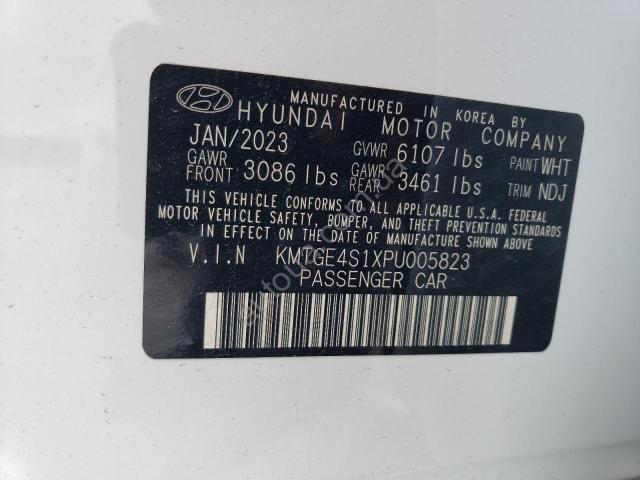 MANUFACTURED IN KOREA BY
HYUNDAI MOTOR COMPANY
JAN/2023 GVWR 6107 lbs PAINT WHT
GAWR FRONT 3086 lbs GAWR REAR 3461 lbs TRIM NDJ
THIS VEHICLE CONFORMS TO ALL APPLICABLE U.S.A. FEDERAL
MOTOR VEHICLE SAFETY, BUMPER, AND THEFT PREVENTION STANDARDS
IN EFFECT ON THE DATE OF MANUFACTURE SHOWN ABOVE.
V.I.N KMTGE4S1XPU005823
PASSENGER CAR